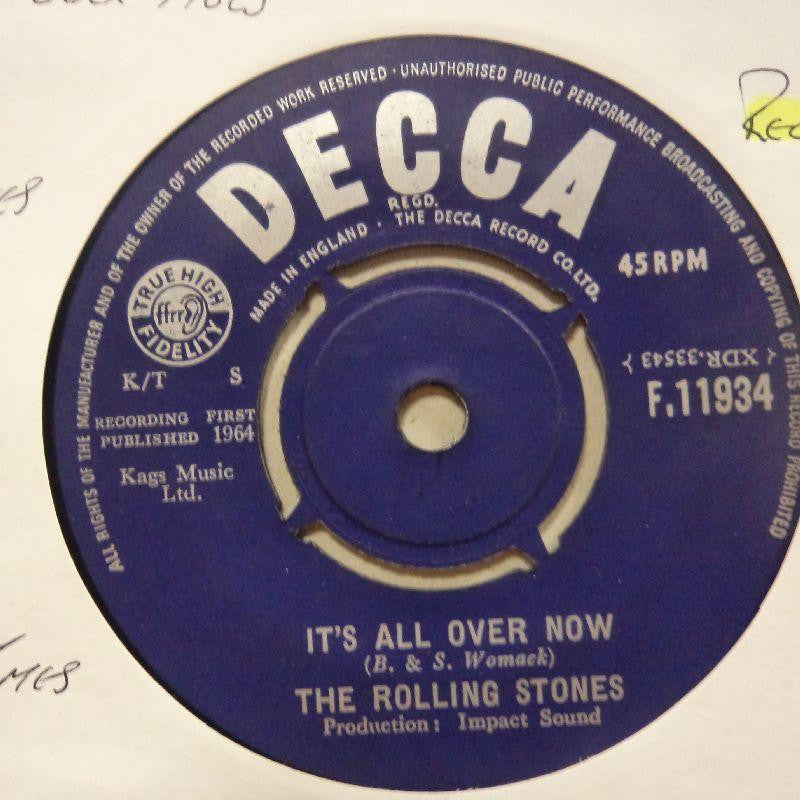 ALL RIGHTS OF THE MANUFACTURER AND OF THE OWNER OF THE RECORDED WORK RESERVED · UNAUTHORISED PUBLIC PERFORMANCE BROADCASTING AND COPYING OF THIS RECORD PROHIBITED
DECCA
REGD.
MADE IN ENGLAND · THE DECCA RECORD CO. LTD.
45 RPM
TRUE HIGH
ffrr
FIDELITY
K/T S
RECORDING FIRST
PUBLISHED 1964
Kags Music
Ltd.
XDR-33543
F.11934
IT'S ALL OVER NOW
(B. & S. Womack)
THE ROLLING STONES
Production: Impact Sound